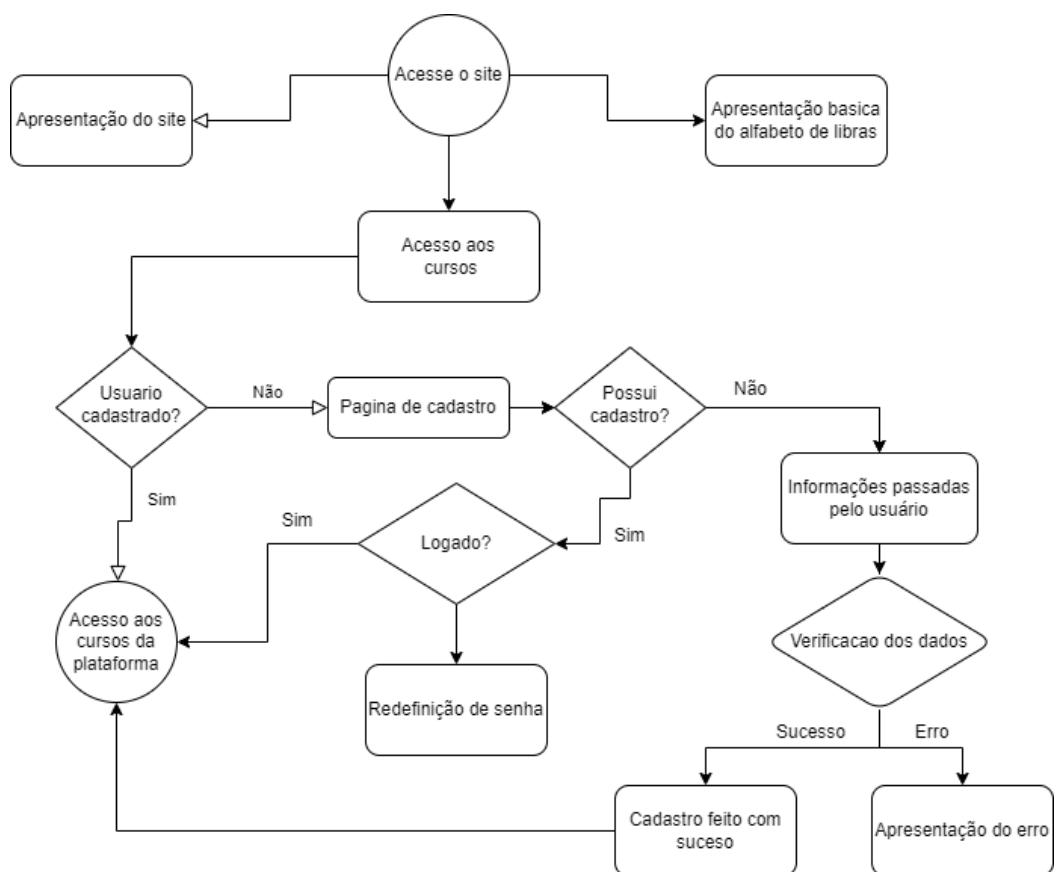 Acesse o site
Apresentação do site
Apresentação basica
do alfabeto de libras
Acesso aos
cursos
Usuario
cadastrado?
Não
Pagina de cadastro
Possui
cadastro?
Não
Sim
Informações passadas
pelo usuário
Sim
Logado?
Sim
Acesso aos
cursos da
plataforma
Verificacao dos dados
Redefinição de senha
Sucesso
Erro
Cadastro feito com
suceso
Apresentação do erro